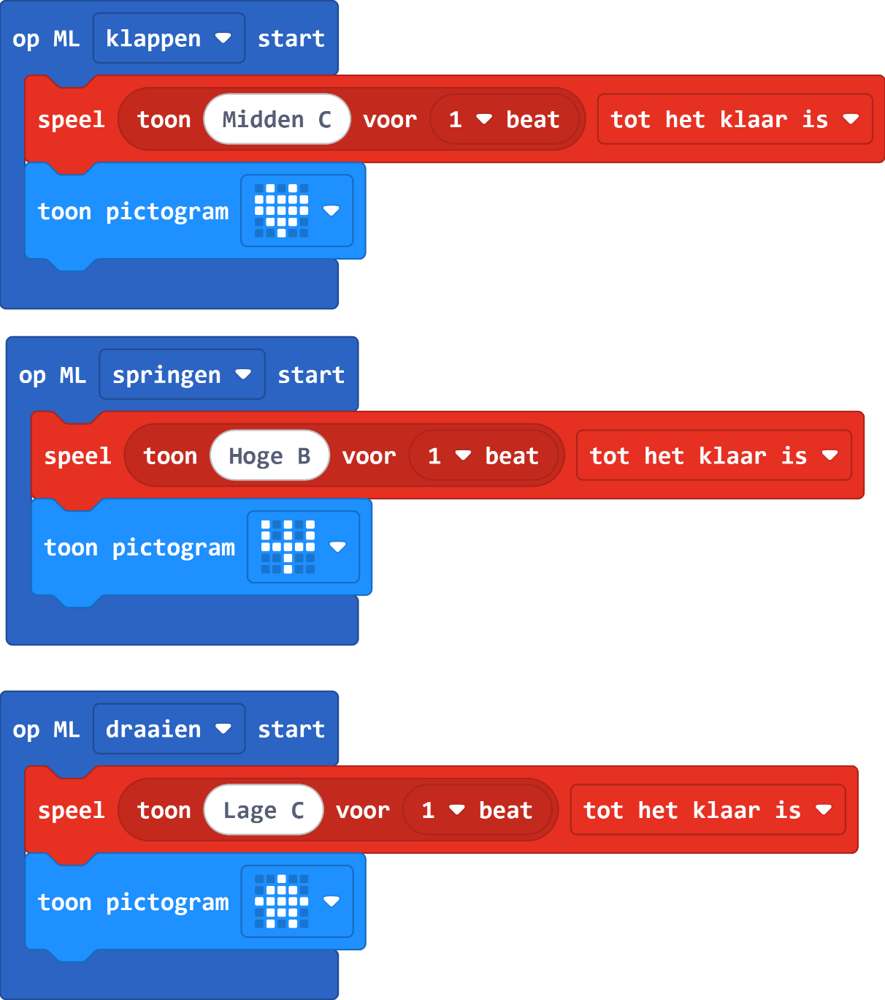 op ML klappen start
speel toon Midden C voor 1 beat tot het klaar is
toon pictogram
op ML springen start
speel toon Hoge B voor 1 beat tot het klaar is
toon pictogram
op ML draaien start
speel toon Lage C voor 1 beat tot het klaar is
toon pictogram